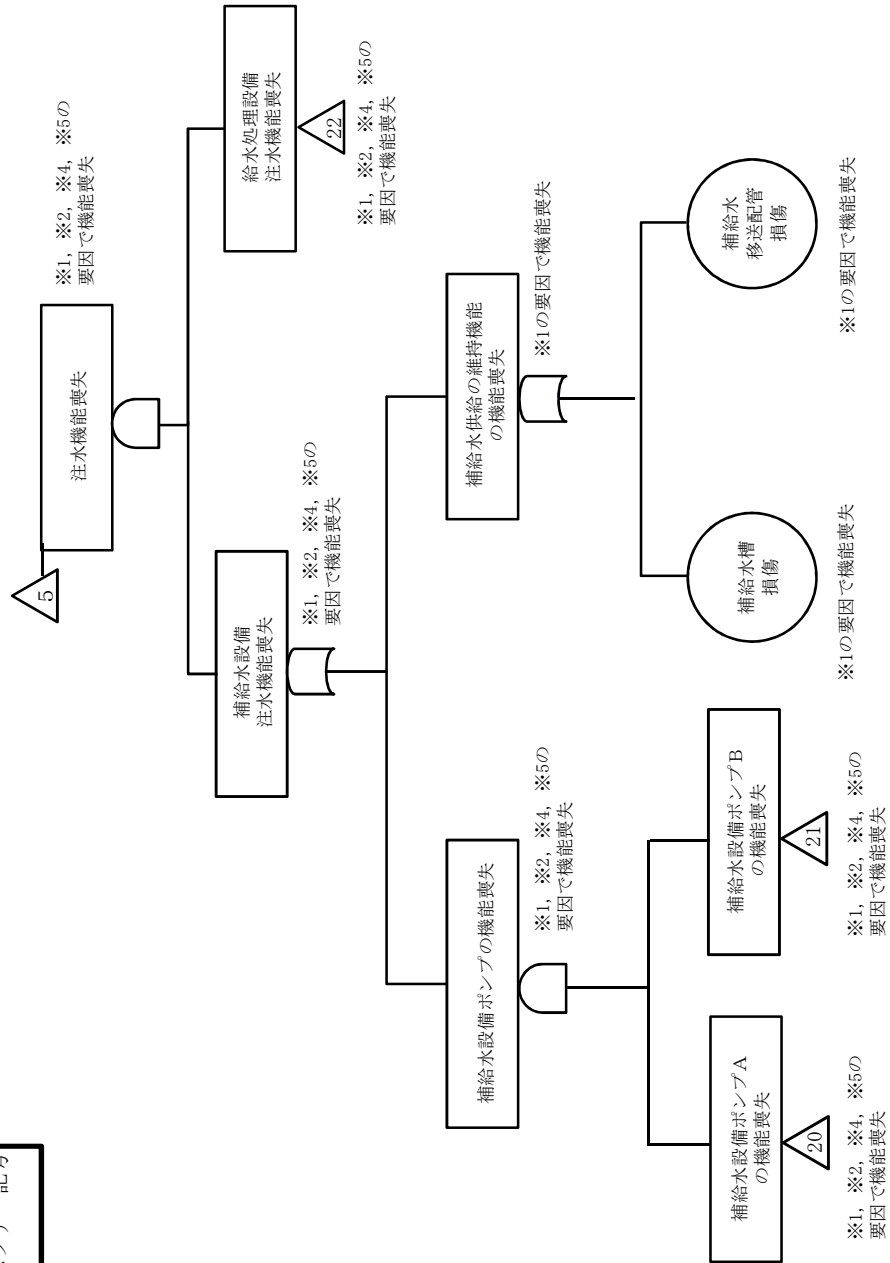 5
注水機能喪失
※1, ※2, ※4, ※5の
要因で機能喪失
補給水設備
注水機能喪失
※1, ※2, ※4, ※5の
要因で機能喪失
給水処理設備
注水機能喪失
22
※1, ※2, ※4, ※5の
要因で機能喪失
補給水設備ポンプの機能喪失
※1, ※2, ※4, ※5の
要因で機能喪失
補給水供給の維持機能
の機能喪失
※1の要因で機能喪失
補給水設備ポンプA
の機能喪失
20
※1, ※2, ※4, ※5の
要因で機能喪失
補給水設備ポンプB
の機能喪失
21
※1, ※2, ※4, ※5の
要因で機能喪失
補給水槽
損傷
※1の要因で機能喪失
補給水
移送配管
損傷
※1の要因で機能喪失